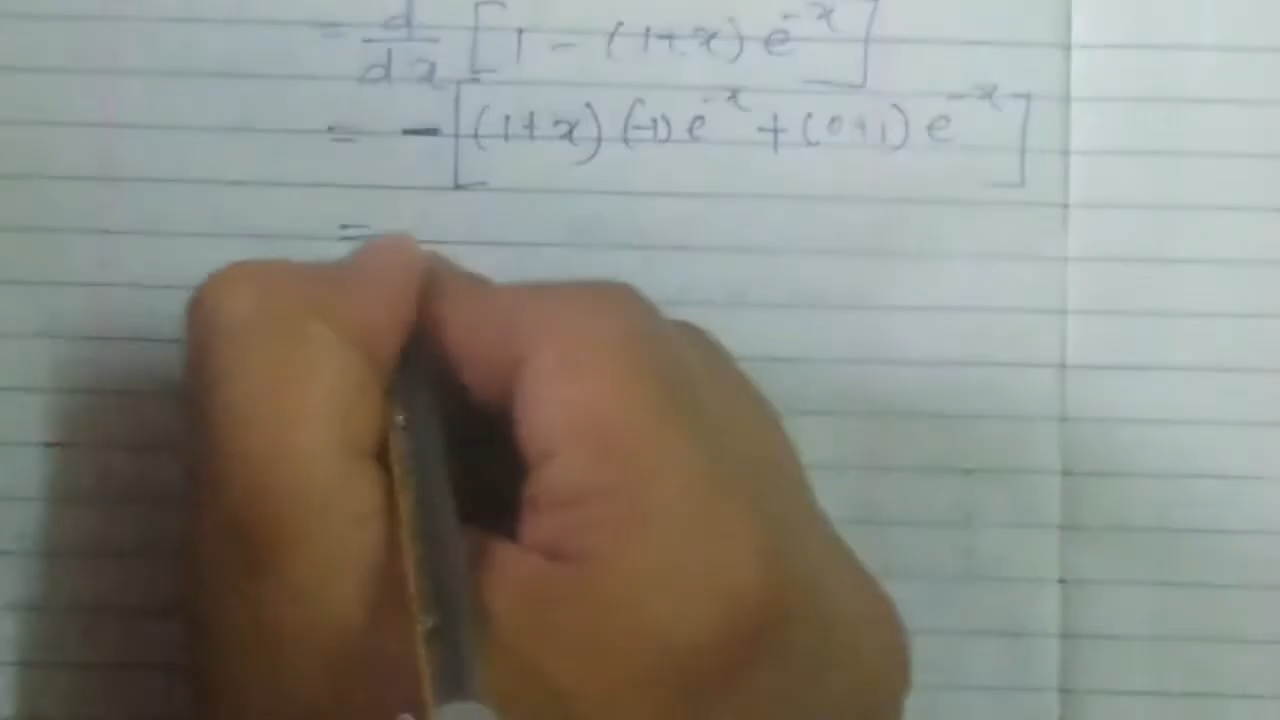 = d/dx [1 - (1+x) e^-x]
= - [(1+x) (-1) e^-x + (0+1) e^-x]
=